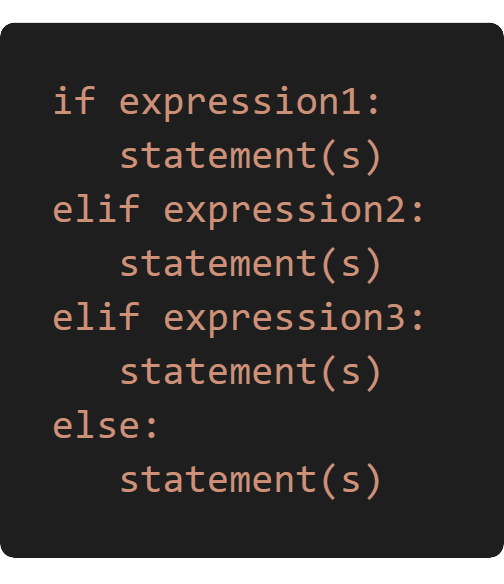 if expression1:
   statement(s)
elif expression2:
   statement(s)
elif expression3:
   statement(s)
else:
   statement(s)